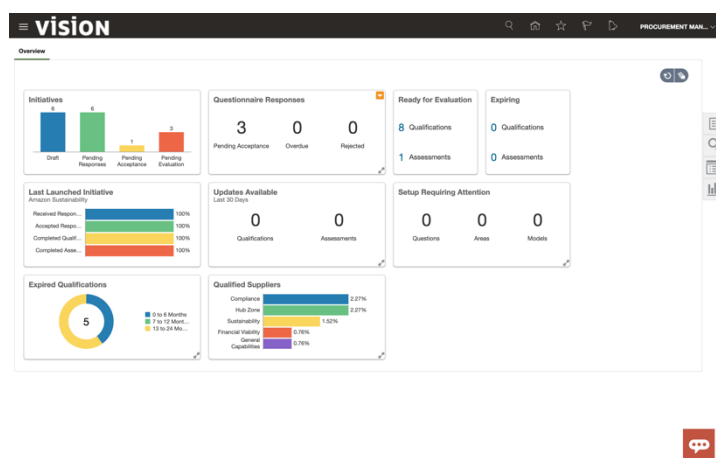 vision
PROCUREMENT MAN...
Overview
Initiatives
6
6
1
3
Draft
Pending Responses
Pending Acceptance
Pending Evaluation
Questionnaire Responses
3
0
0
Pending Acceptance
Overdue
Rejected
Ready for Evaluation
8 Qualifications
1 Assessments
Expiring
0 Qualifications
0 Assessments
Last Launched Initiative
Amazon Sustainability
Received Respon... 100%
Accepted Respo... 100%
Completed Qualif... 100%
Completed Asse... 100%
Updates Available
Last 30 Days
0
0
Qualifications
Assessments
Setup Requiring Attention
0
0
0
Questions
Areas
Models
Expired Qualifications
5
0 to 6 Months
7 to 12 Mont...
13 to 24 Mo...
Qualified Suppliers
Compliance 2.27%
Hub Zone 2.27%
Sustainability 1.52%
Financial Viability 0.76%
General Capabilities 0.76%